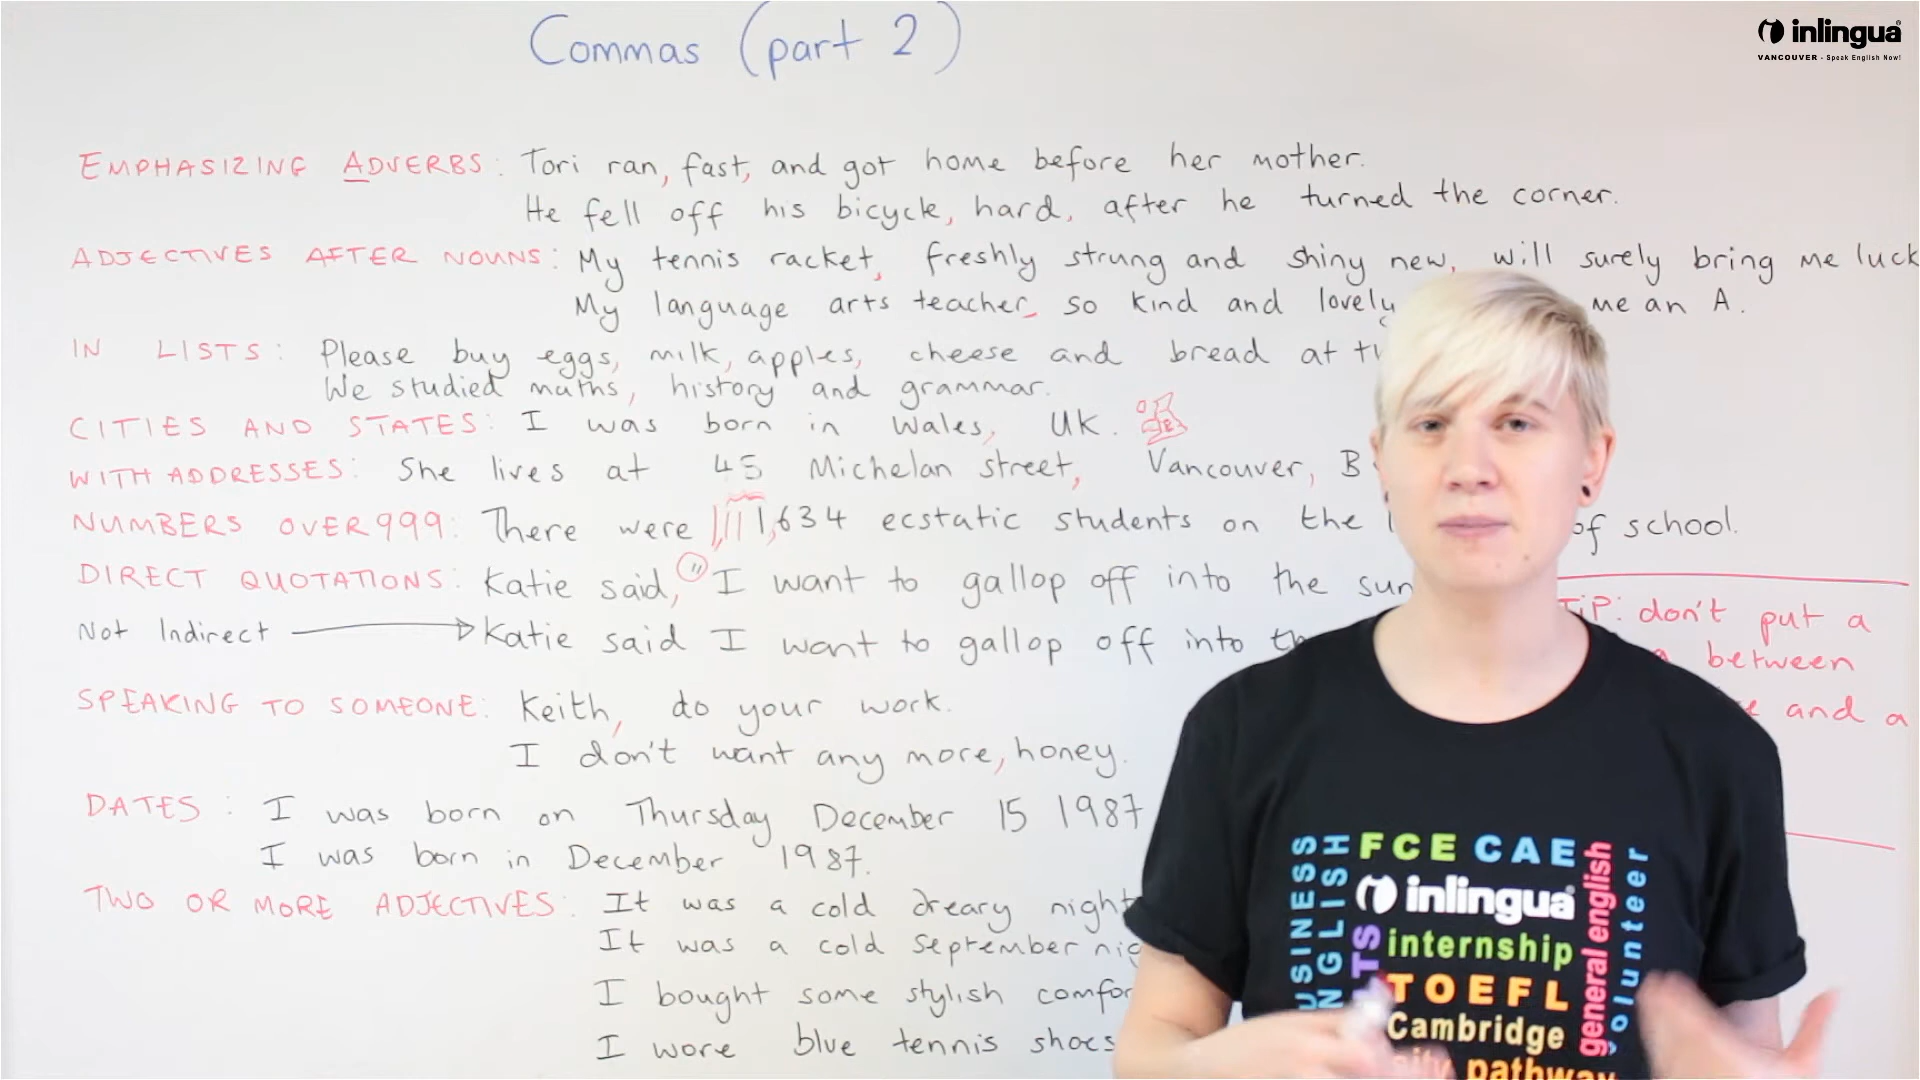 Commas (part 2)
inlingua®
VANCOUVER - Speak English Now!
EMPHASIZING ADVERBS: Tori ran, fast, and got home before her mother.
He fell off his bicycle, hard, after he turned the corner.
ADJECTIVES AFTER NOUNS: My tennis racket, freshly strung and shiny new, will surely bring me luck
My language arts teacher, so kind and lovely me an A.
IN LISTS: Please buy eggs, milk, apples, cheese and bread at
We studied maths, history and grammar.
CITIES AND STATES: I was born in Wales, UK.
WITH ADDRESSES: She lives at 45 Michelan street, Vancouver, B
NUMBERS OVER 999: There were 1,111,634 ecstatic students on the of school.
DIRECT QUOTATIONS: Katie said, " I want to gallop off into the sun
Not Indirect Katie said I want to gallop off into
SPEAKING TO SOMEONE: Keith, do your work.
I don't want any more, honey.
DATES: I was born on Thursday December 15 1987
I was born in December 1987.
TWO OR MORE ADJECTIVES: It was a cold dreary night
It was a cold September
I bought some stylish
I wore blue tennis shoes
TiP: don't put a
between
and a
FCE CAE
inlingua®
internship
TOEFL
Cambridge
pathway
general english
volunteer